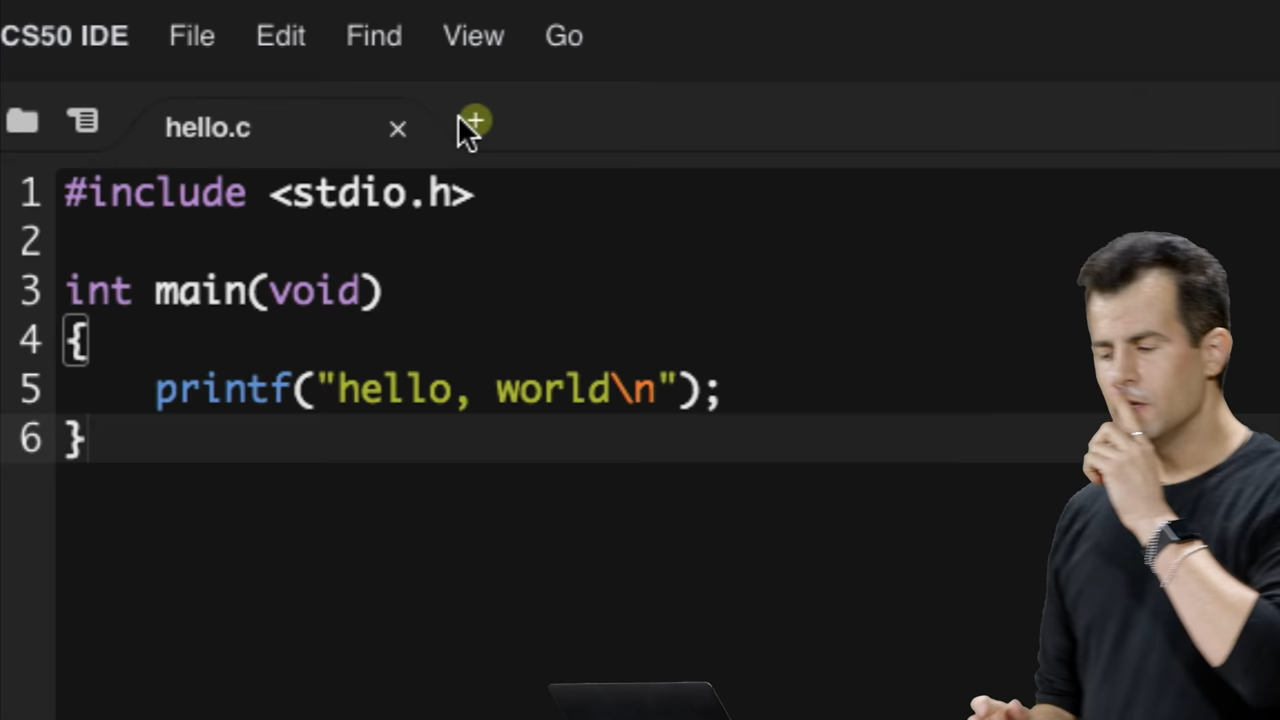 CS50 IDE File Edit Find View Go
hello.c × +
1 #include <stdio.h>
2
3 int main(void)
4 {
5     printf("hello, world\n");
6 }